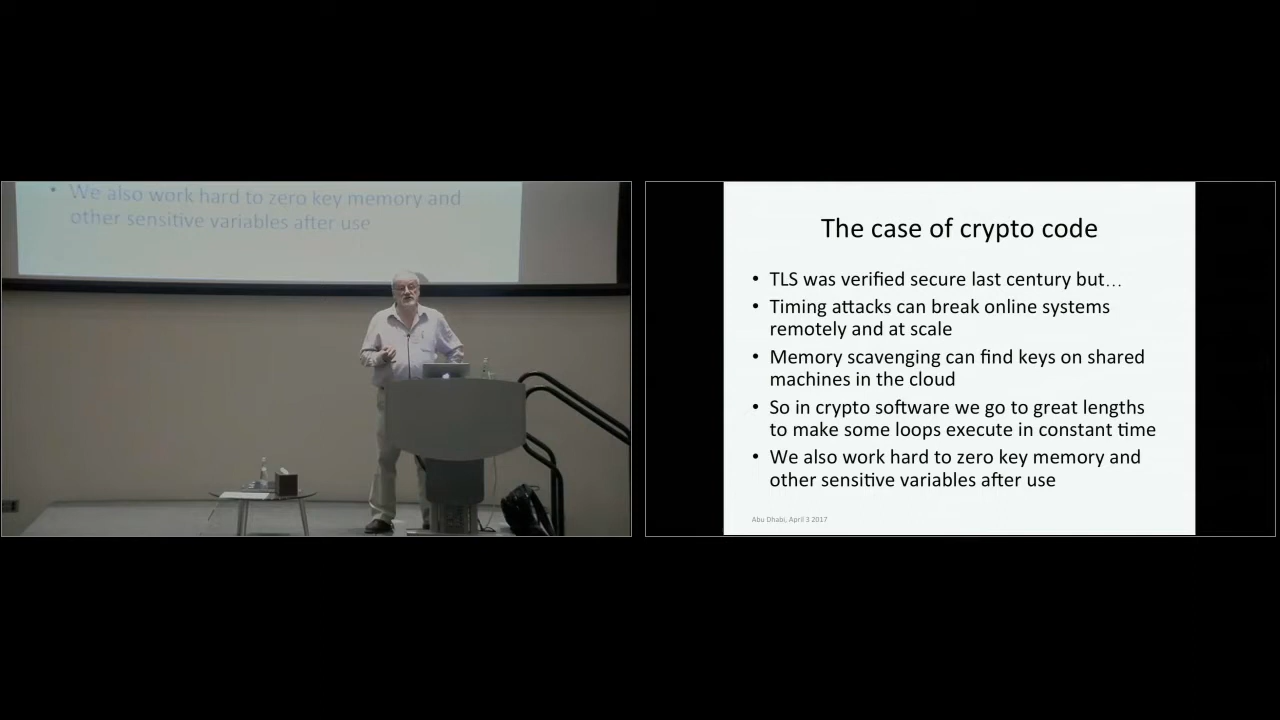 • We also work hard to zero key memory and
other sensitive variables after use
The case of crypto code
• TLS was verified secure last century but…
• Timing attacks can break online systems
remotely and at scale
• Memory scavenging can find keys on shared
machines in the cloud
• So in crypto software we go to great lengths
to make some loops execute in constant time
• We also work hard to zero key memory and
other sensitive variables after use
Abu Dhabi, April 3 2017